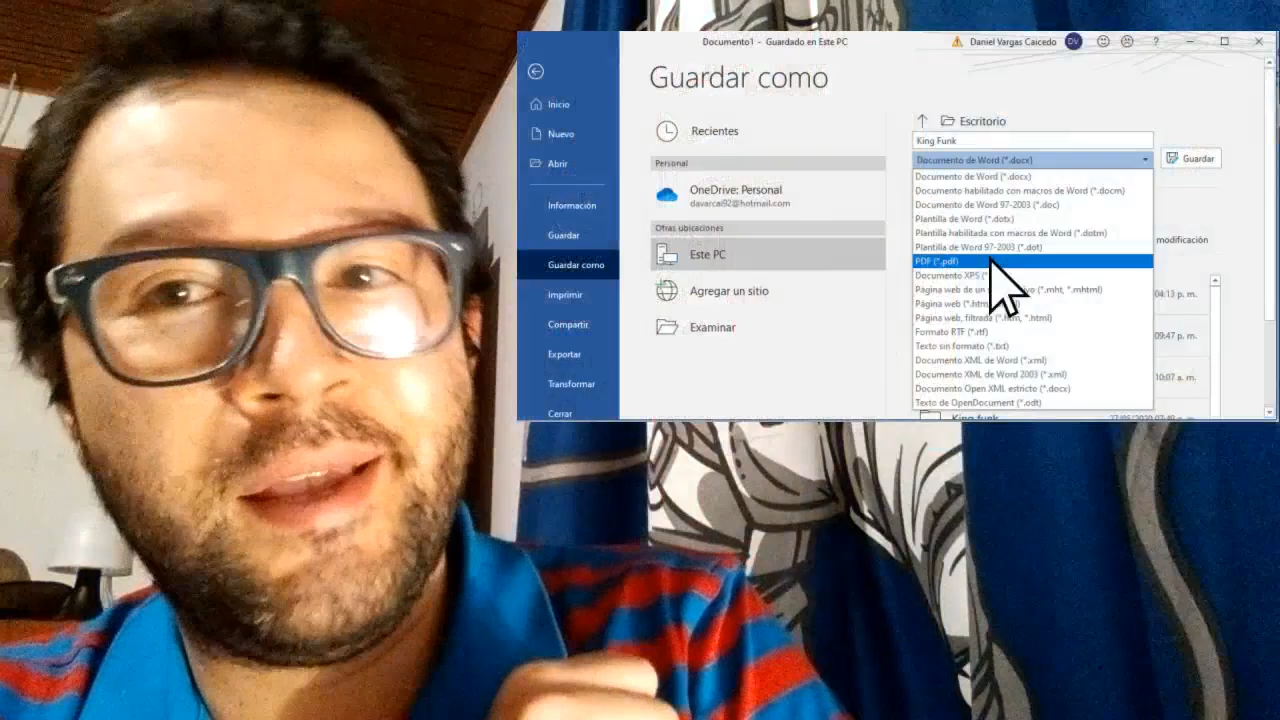 Documento1 - Guardado en Este PC
Daniel Vargas Caicedo
DV
?
Inicio
Nuevo
Abrir
Información
Guardar
Guardar como
Imprimir
Compartir
Exportar
Transformar
Cerrar
Guardar como
Recientes
Personal
OneDrive: Personal
davarcai92@hotmail.com
Otras ubicaciones
Este PC
Agregar un sitio
Examinar
Escritorio
King Funk
Documento de Word (*.docx)
Guardar
Documento de Word (*.docx)
Documento habilitado con macros de Word (*.docm)
Documento de Word 97-2003 (*.doc)
Plantilla de Word (*.dotx)
Plantilla habilitada con macros de Word (*.dotm)
Plantilla de Word 97-2003 (*.dot)
PDF (*.pdf)
Documento XPS (*
Página web de un (*.mht, *.mhtml)
Página web (*.htm,
Página web, filtrada (*.htm, *.html)
Formato RTF (*.rtf)
Texto sin formato (*.txt)
Documento XML de Word (*.xml)
Documento XML de Word 2003 (*.xml)
Documento Open XML estricto (*.docx)
Texto de OpenDocument (*.odt)
modificación
04:13 p. m.
09:47 p. m.
10:07 a. m.
King funk